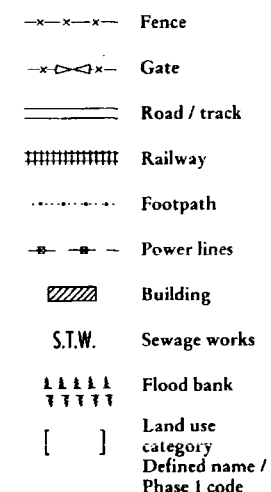 Fence
Gate
Road / track
Railway
Footpath
Power lines
Building
S.T.W. Sewage works
Flood bank
[ ] Land use
category
Defined name /
Phase 1 code